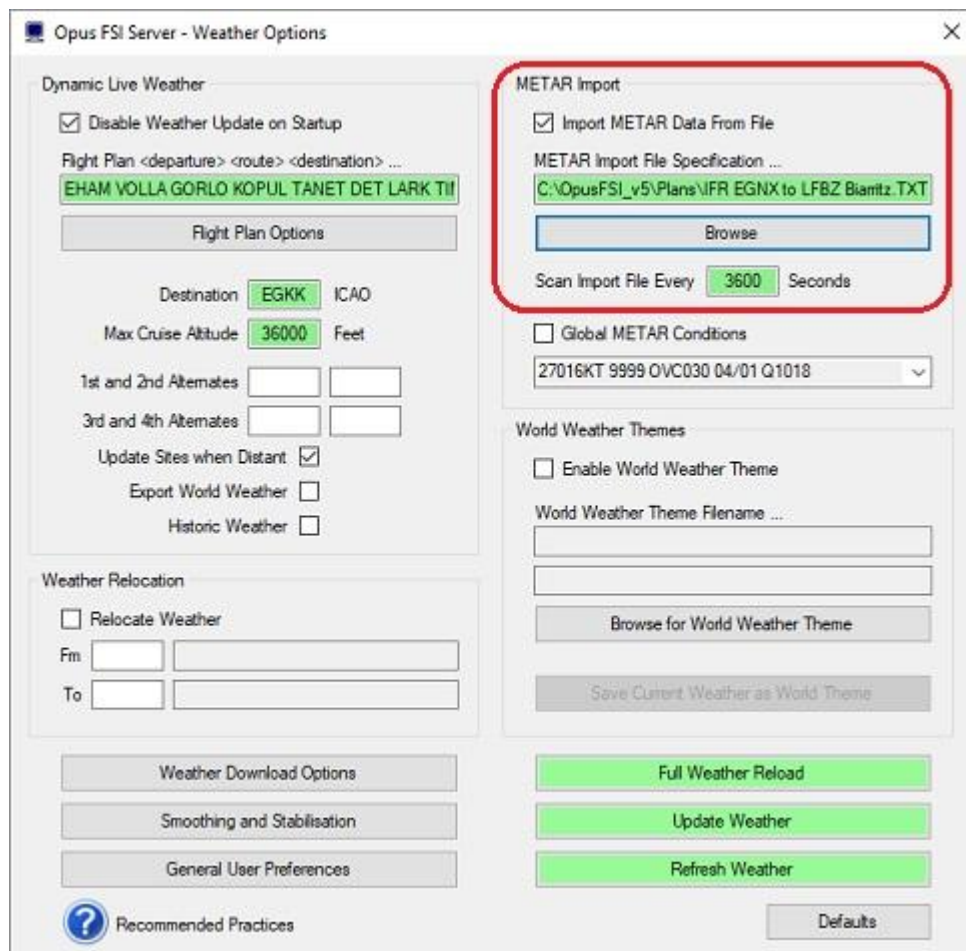 Opus FSI Server - Weather Options
Dynamic Live Weather
Disable Weather Update on Startup
Flight Plan <departure> <route> <destination> ...
EHAM VOLLA GORLO KOPUL TANET DET LARK
Flight Plan Options
Destination EGKK ICAO
Max Cruise Altitude 36000 Feet
1st and 2nd Alternates
3rd and 4th Alternates
Update Sites when Distant
Export World Weather
Historic Weather
Weather Relocation
Relocate Weather
Fm
To
Weather Download Options
Smoothing and Stabilisation
General User Preferences
Recommended Practices
METAR Import
Import METAR Data From File
METAR Import File Specification ...
C:\OpusFSI_v5\Plans\IFR EGNX to LFBZ Biarritz.TXT
Browse
Scan Import File Every 3600 Seconds
Global METAR Conditions
27016KT 9999 OVC030 04/01 Q1018
World Weather Themes
Enable World Weather Theme
World Weather Theme Filename ...
Browse for World Weather Theme
Save Current Weather as World Theme
Full Weather Reload
Update Weather
Refresh Weather
Defaults